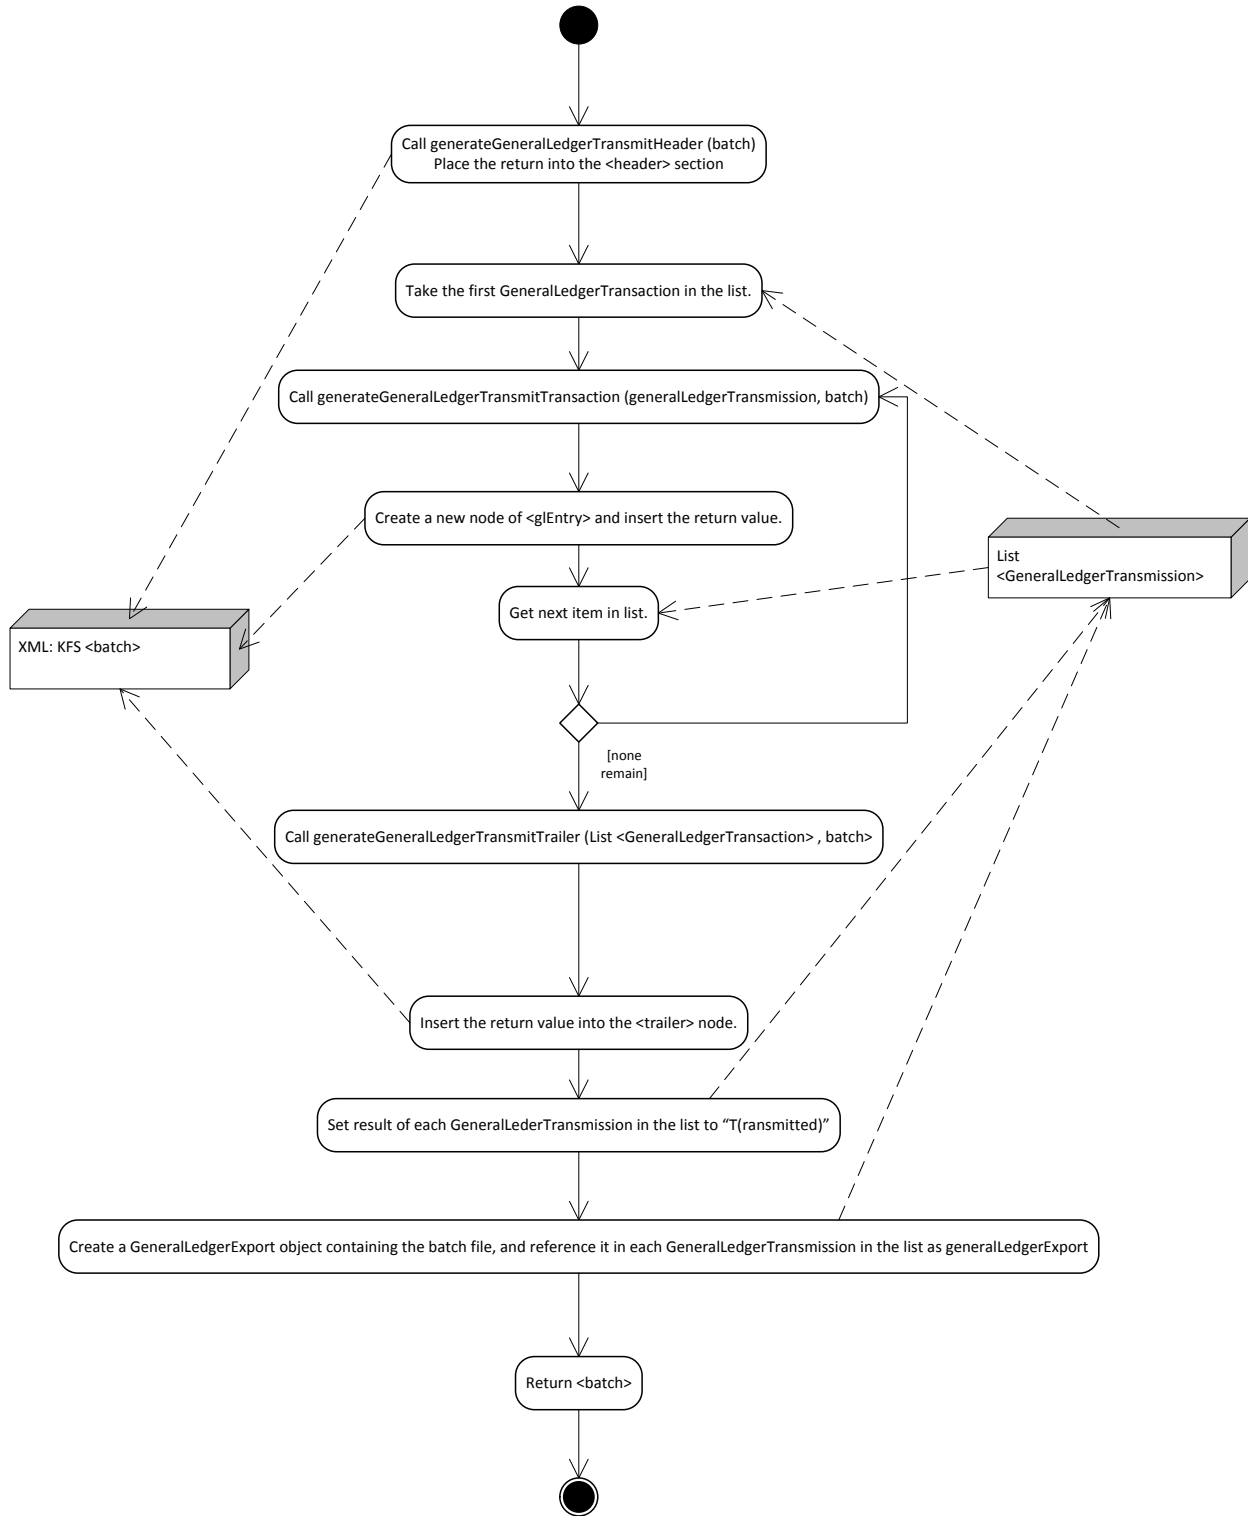 Call generateGeneralLedgerTransmitHeader (batch)
Place the return into the <header> section
Take the first GeneralLedgerTransaction in the list.
Call generateGeneralLedgerTransmitTransaction (generalLedgerTransmission, batch)
Create a new node of <glEntry> and insert the return value.
List
<GeneralLedgerTransmission>
Get next item in list.
XML: KFS <batch>
[none
remain]
Call generateGeneralLedgerTransmitTrailer (List <GeneralLedgerTransaction> , batch>
Insert the return value into the <trailer> node.
Set result of each GeneralLederTransmission in the list to “T(ransmitted)”
Create a GeneralLedgerExport object containing the batch file, and reference it in each GeneralLedgerTransmission in the list as generalLedgerExport
Return <batch>